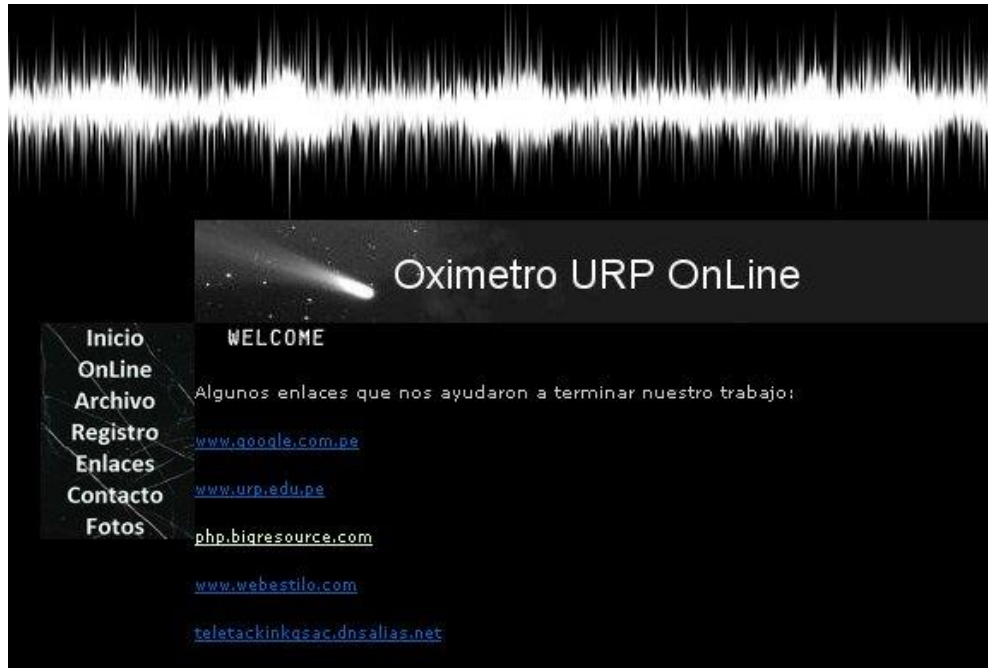 Oximetro URP OnLine
Inicio
OnLine
Archivo
Registro
Enlaces
Contacto
Fotos
WELCOME
Algunos enlaces que nos ayudaron a terminar nuestro trabajo:
www.google.com.pe
www.urp.edu.pe
php.bigresource.com
www.webestilo.com
teletackinkgsac.dnsalias.net